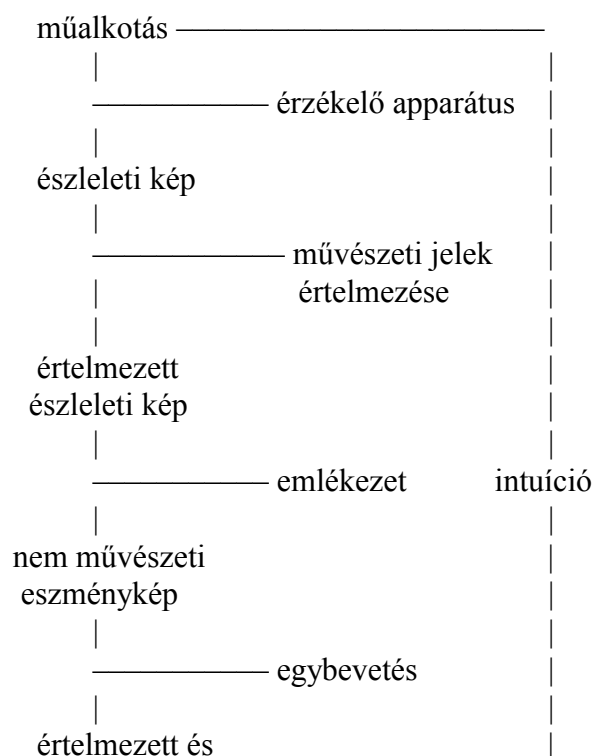 műalkotás
érzékelő apparátus
észleleti kép
művészeti jelek
értelmezése
értelmezett
észleleti kép
emlékezet intuíció
nem művészeti
eszménykép
egybevetés
értelmezett és